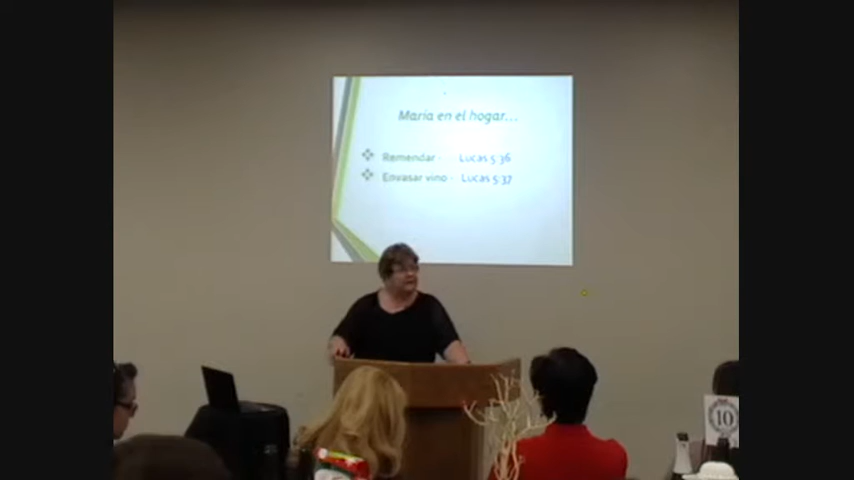 María en el hogar...
❖ Remendar - Lucas 5:36
❖ Envasar vino - Lucas 5:37
10